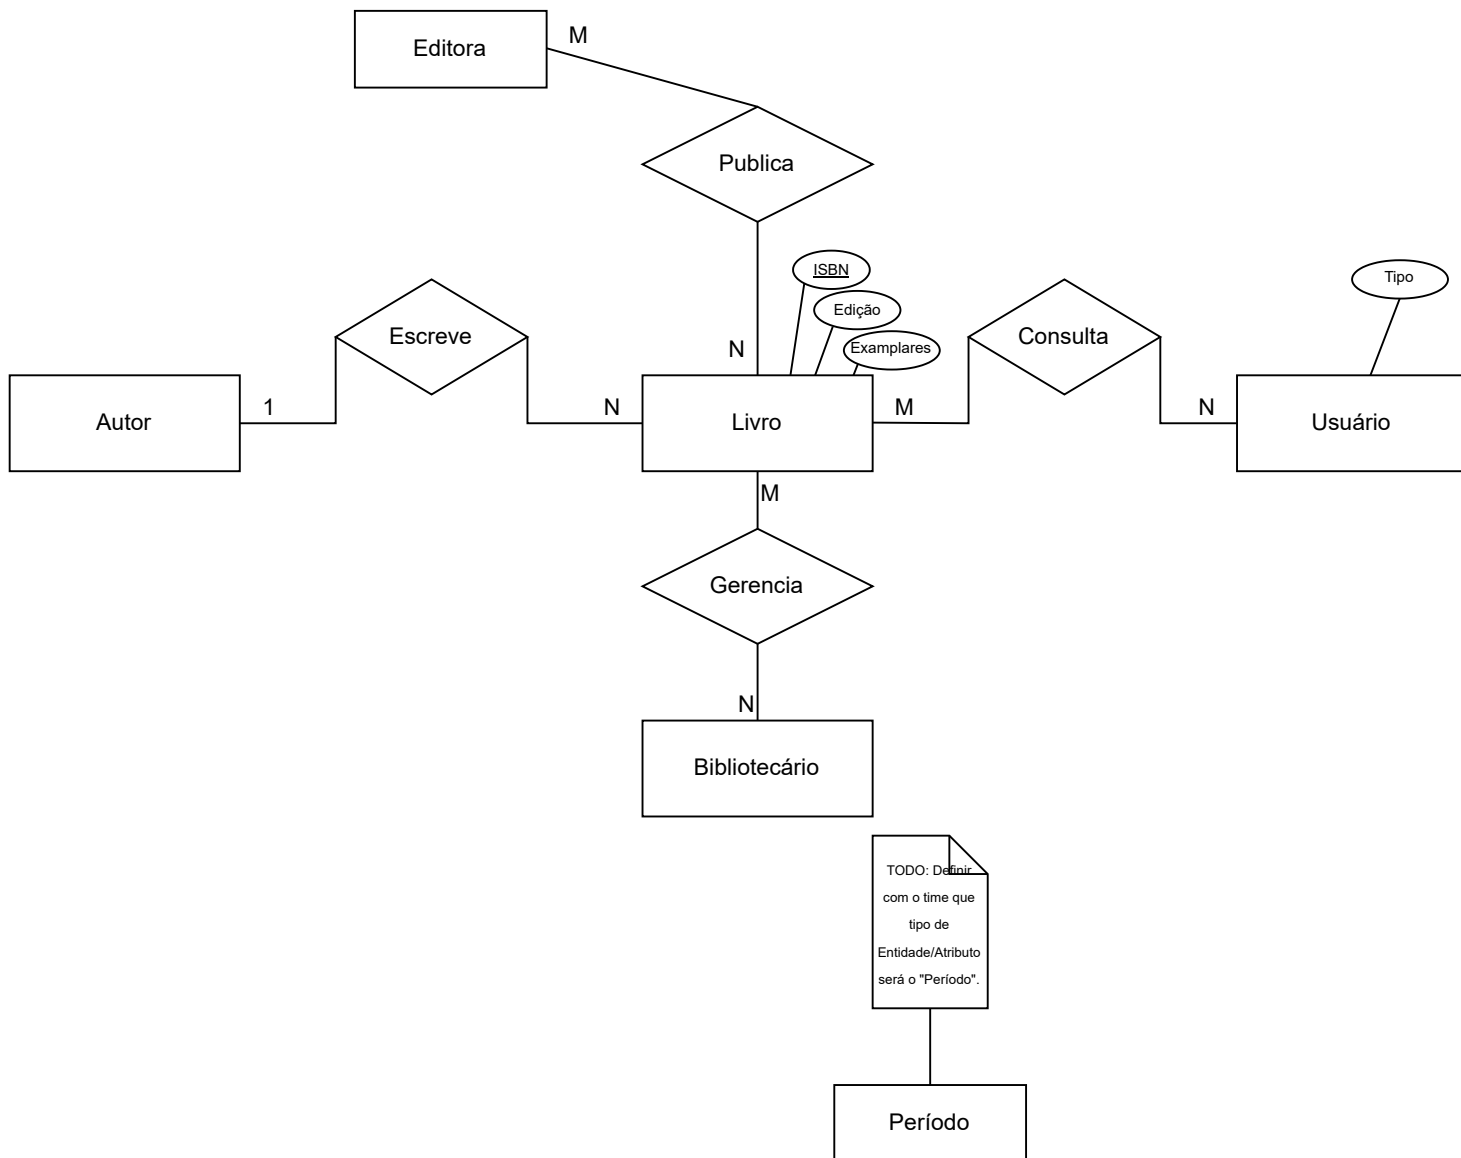 Editora
M
Publica
N
ISBN
Edição
Examplares
Tipo
Escreve
Consulta
Autor
1
N
Livro
M
N
Usuário
M
Gerencia
N
Bibliotecário
TODO: Definir
com o time que
tipo de
Entidade/Atributo
será o "Período".
Período